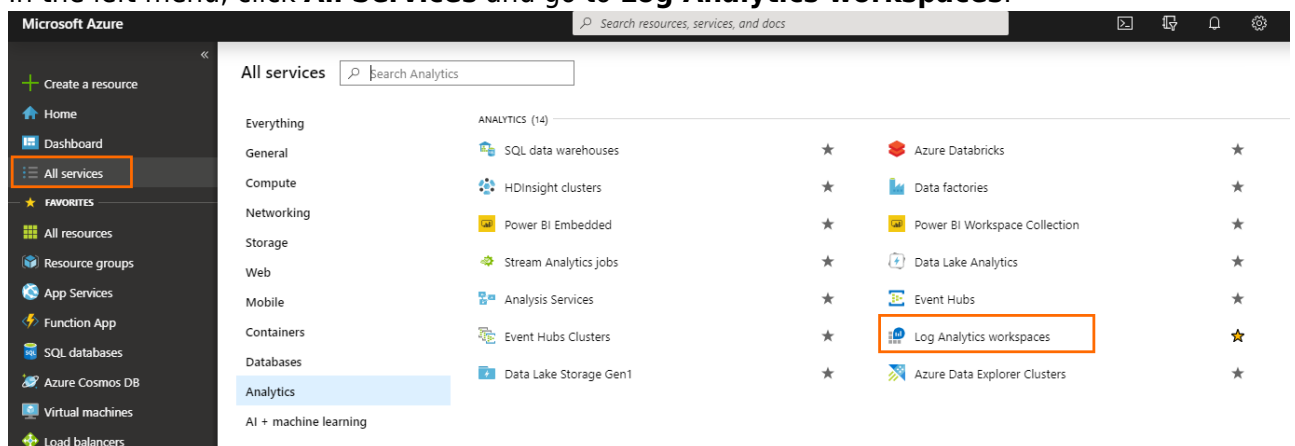 In the left menu, click All Services and go to Log Analytics workspaces.
Microsoft Azure
Search resources, services, and docs
«
All services
Search Analytics
Create a resource
Home
Dashboard
All services
FAVORITES
All resources
Resource groups
App Services
Function App
SQL databases
Azure Cosmos DB
Virtual machines
Load balancers
Everything
General
Compute
Networking
Storage
Web
Mobile
Containers
Databases
Analytics
AI + machine learning
ANALYTICS (14)
SQL data warehouses
Azure Databricks
HDInsight clusters
Data factories
Power BI Embedded
Power BI Workspace Collection
Stream Analytics jobs
Data Lake Analytics
Analysis Services
Event Hubs
Event Hubs Clusters
Log Analytics workspaces
Data Lake Storage Gen1
Azure Data Explorer Clusters